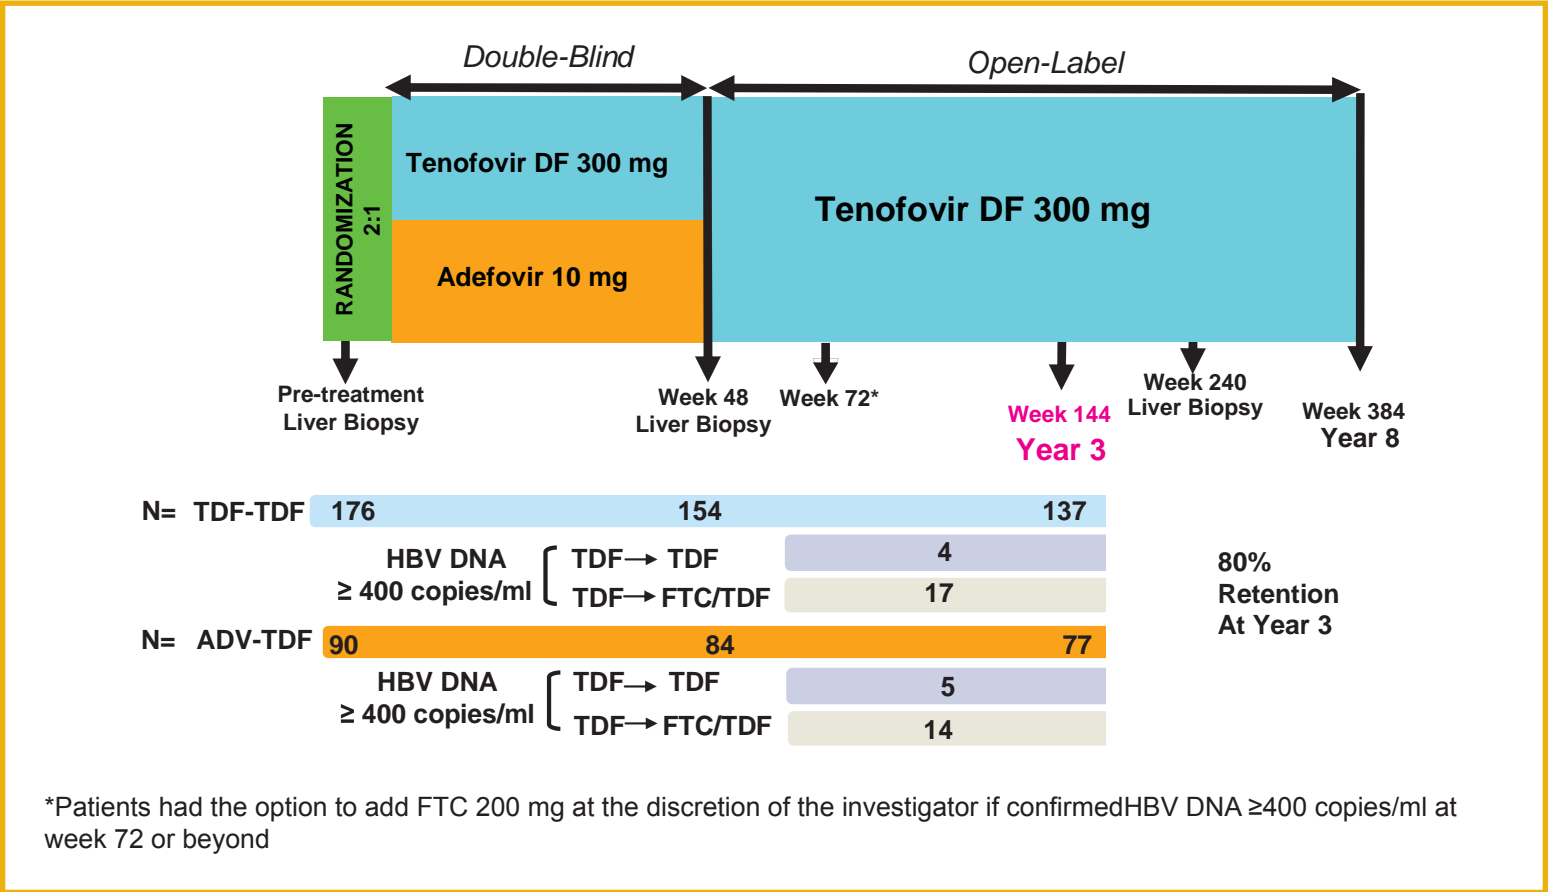 Double-Blind
Open-Label
RANDOMIZATION
2:1
Tenofovir DF 300 mg
Adefovir 10 mg
Tenofovir DF 300 mg
Pre-treatment
Liver Biopsy
Week 48
Liver Biopsy
Week 72*
Week 144
Year 3
Week 240
Liver Biopsy
Week 384
Year 8
N= TDF-TDF 176 154 137
HBV DNA
≥ 400 copies/ml
TDF→ TDF 4
TDF→ FTC/TDF 17
80%
Retention
At Year 3
N= ADV-TDF 90 84 77
HBV DNA
≥ 400 copies/ml
TDF→ TDF 5
TDF→ FTC/TDF 14
*Patients had the option to add FTC 200 mg at the discretion of the investigator if confirmedHBV DNA ≥400 copies/ml at
week 72 or beyond